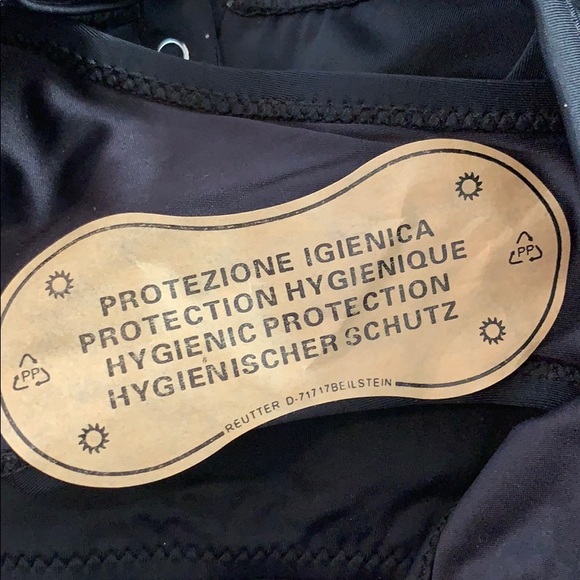 PROTEZIONE IGIENICA
PROTECTION HYGIENIQUE
HYGIENIC PROTECTION
HYGIENISCHER SCHUTZ
REUTTER D-71717BEILSTEIN
PP
PP